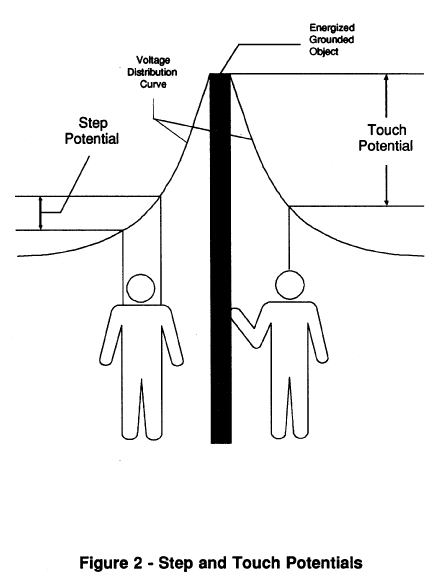 Energized
Grounded
Object
Voltage
Distribution
Curve
Step
Potential
Touch
Potential
Figure 2 - Step and Touch Potentials